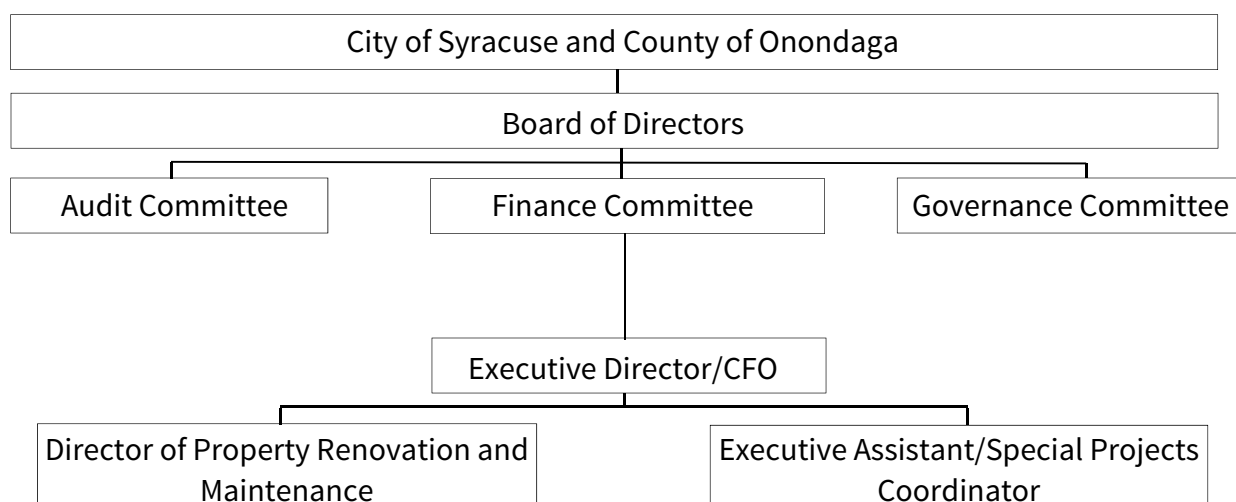 City of Syracuse and County of Onondaga
Board of Directors
Audit Committee
Finance Committee
Governance Committee
Executive Director/CFO
Director of Property Renovation and
Maintenance
Executive Assistant/Special Projects
Coordinator